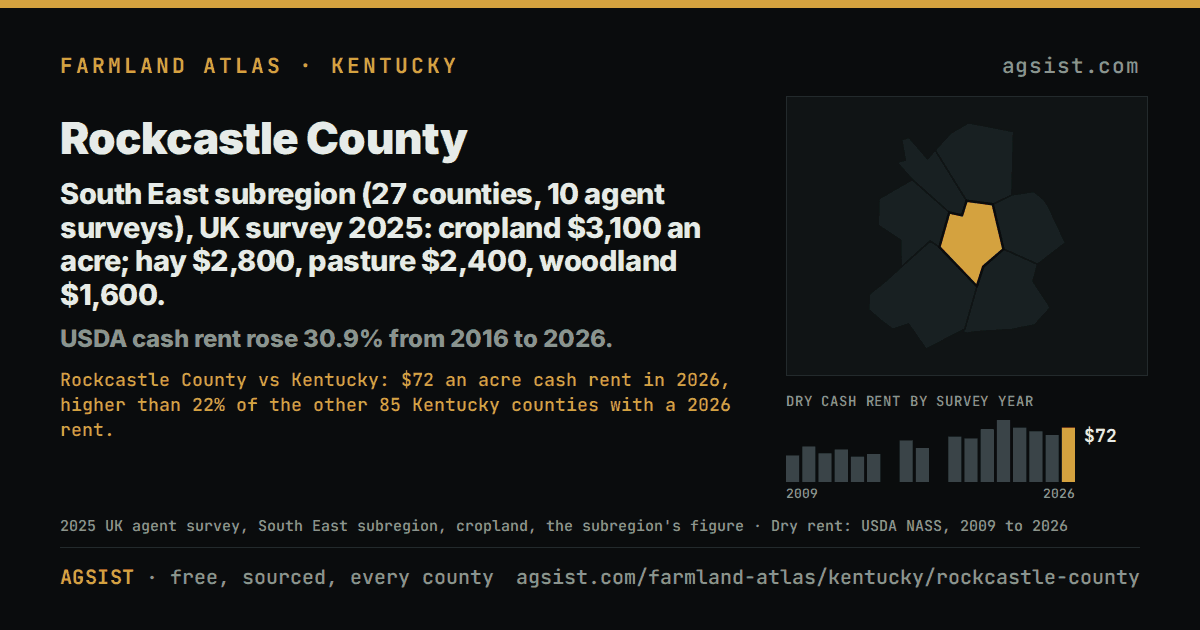 FARMLAND ATLAS · KENTUCKY
agsist.com
Rockcastle County
South East subregion (27 counties, 10 agent
surveys), UK survey 2025: cropland $3,100 an
acre; hay $2,800, pasture $2,400, woodland
$1,600.
USDA cash rent rose 30.9% from 2016 to 2026.
Rockcastle County vs Kentucky: $72 an acre cash rent in 2026,
higher than 22% of the other 85 Kentucky counties with a 2026
rent.
DRY CASH RENT BY SURVEY YEAR
$72
2009
2026
2025 UK agent survey, South East subregion, cropland, the subregion's figure · Dry rent: USDA NASS, 2009 to 2026
AGSIST · free, sourced, every county
agsist.com/farmland-atlas/kentucky/rockcastle-county